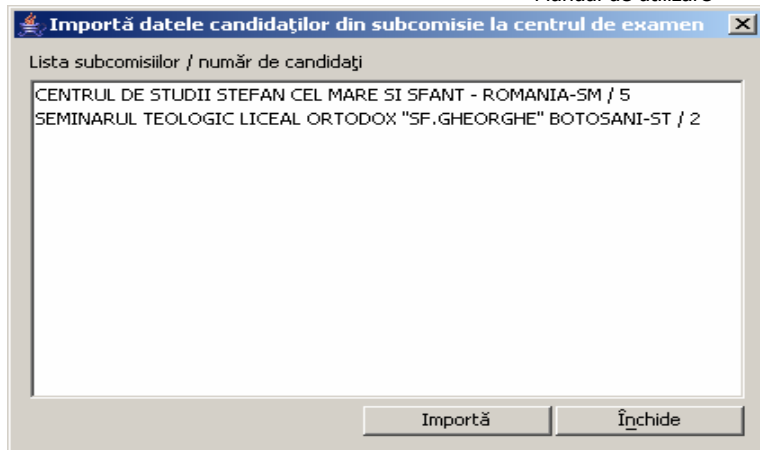 Importă datele candidaţilor din subcomisie la centrul de examen
Lista subcomisiilor / număr de candidaţi
CENTRUL DE STUDII STEFAN CEL MARE SI SFANT - ROMANIA-SM / 5
SEMINARUL TEOLOGIC LICEAL ORTODOX "SF.GHEORGHE" BOTOSANI-ST / 2
Importă Închide